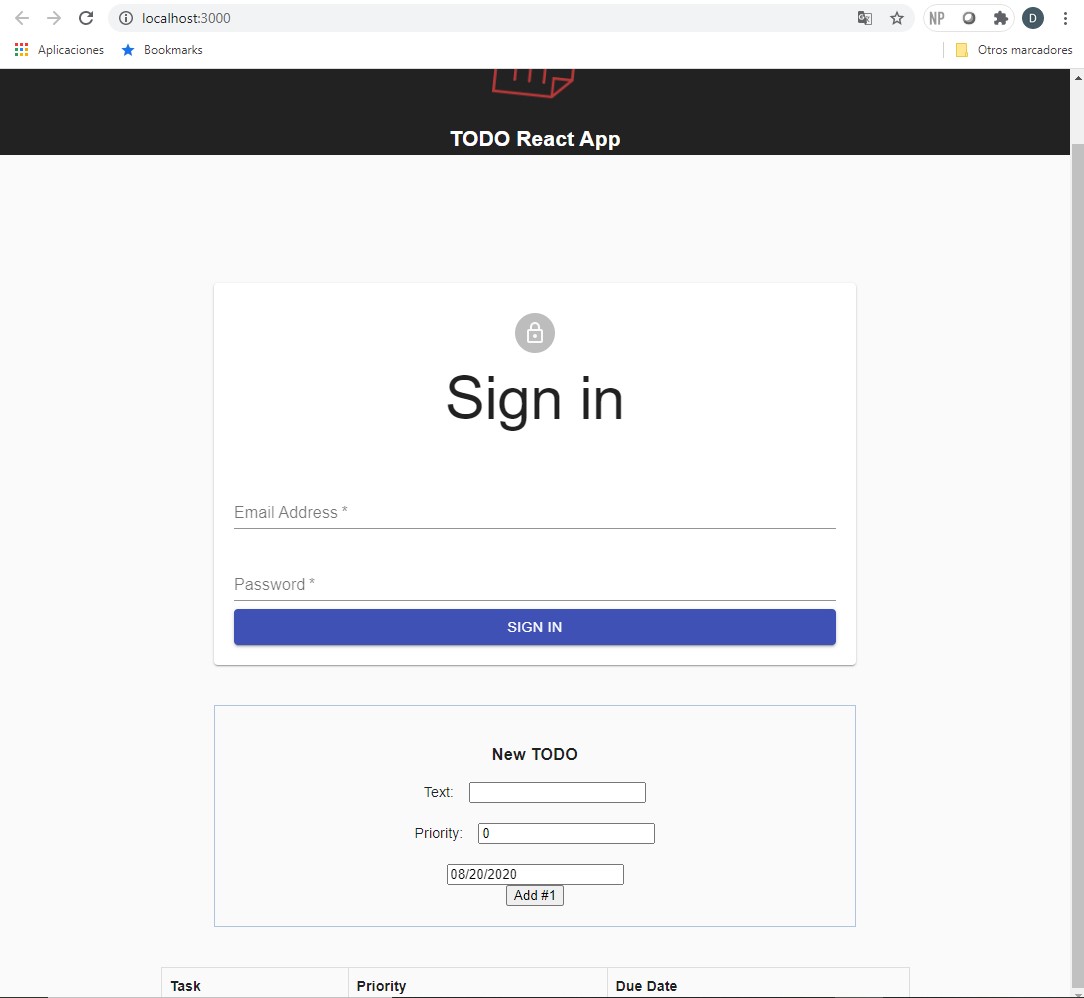 localhost:3000
NP
D
Aplicaciones
Bookmarks
Otros marcadores
TODO React App
Sign in
Email Address *
Password *
SIGN IN
New TODO
Text:
Priority: 0
08/20/2020
Add #1
Task Priority Due Date